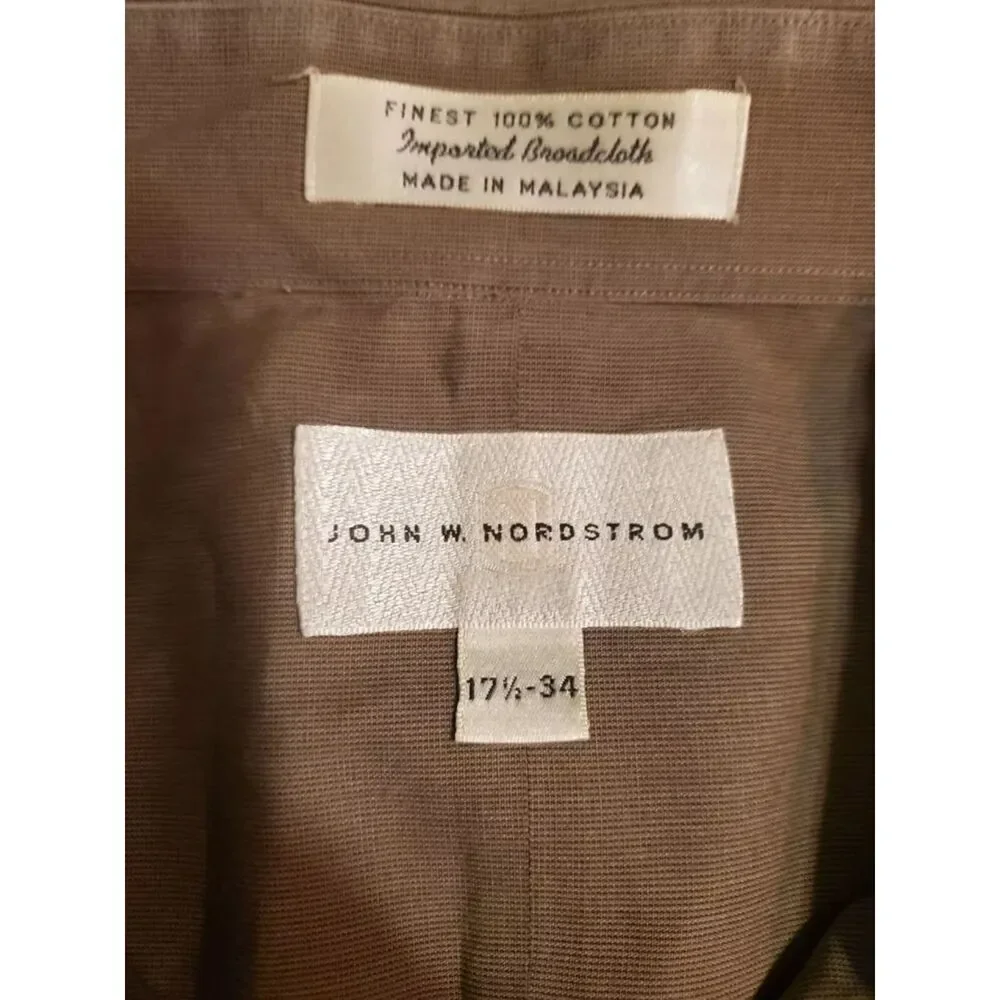 FINEST 100% COTTON
Imported Broadcloth
MADE IN MALAYSIA
JOHN W. NORDSTROM
17½-34